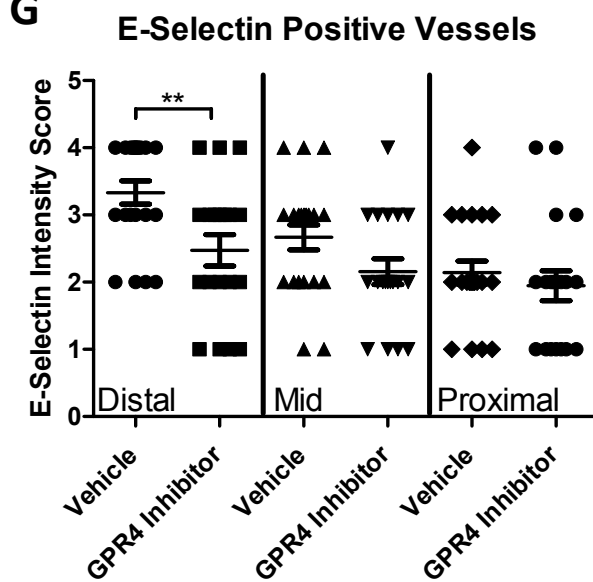 G
E-Selectin Positive Vessels
E-Selectin Intensity Score
5
4
3
2
1
0
**
Distal
Mid
Proximal
Vehicle
GPR4 Inhibitor
Vehicle
GPR4 Inhibitor
Vehicle
GPR4 Inhibitor